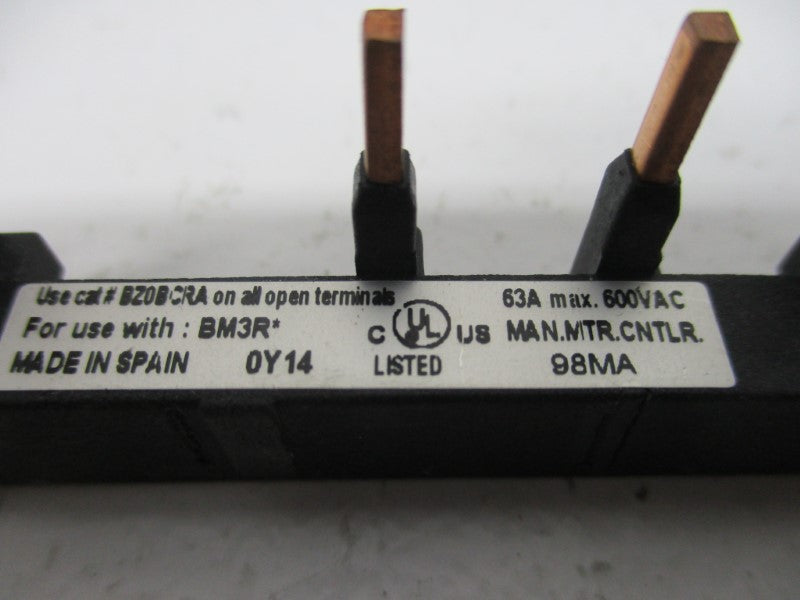 Use cat# BZ0BCRA on all open terminals
For use with : BM3R*
MADE IN SPAIN 0Y14
C UL US
LISTED
63A max. 600VAC
MAN.MTR.CNTLR.
98MA